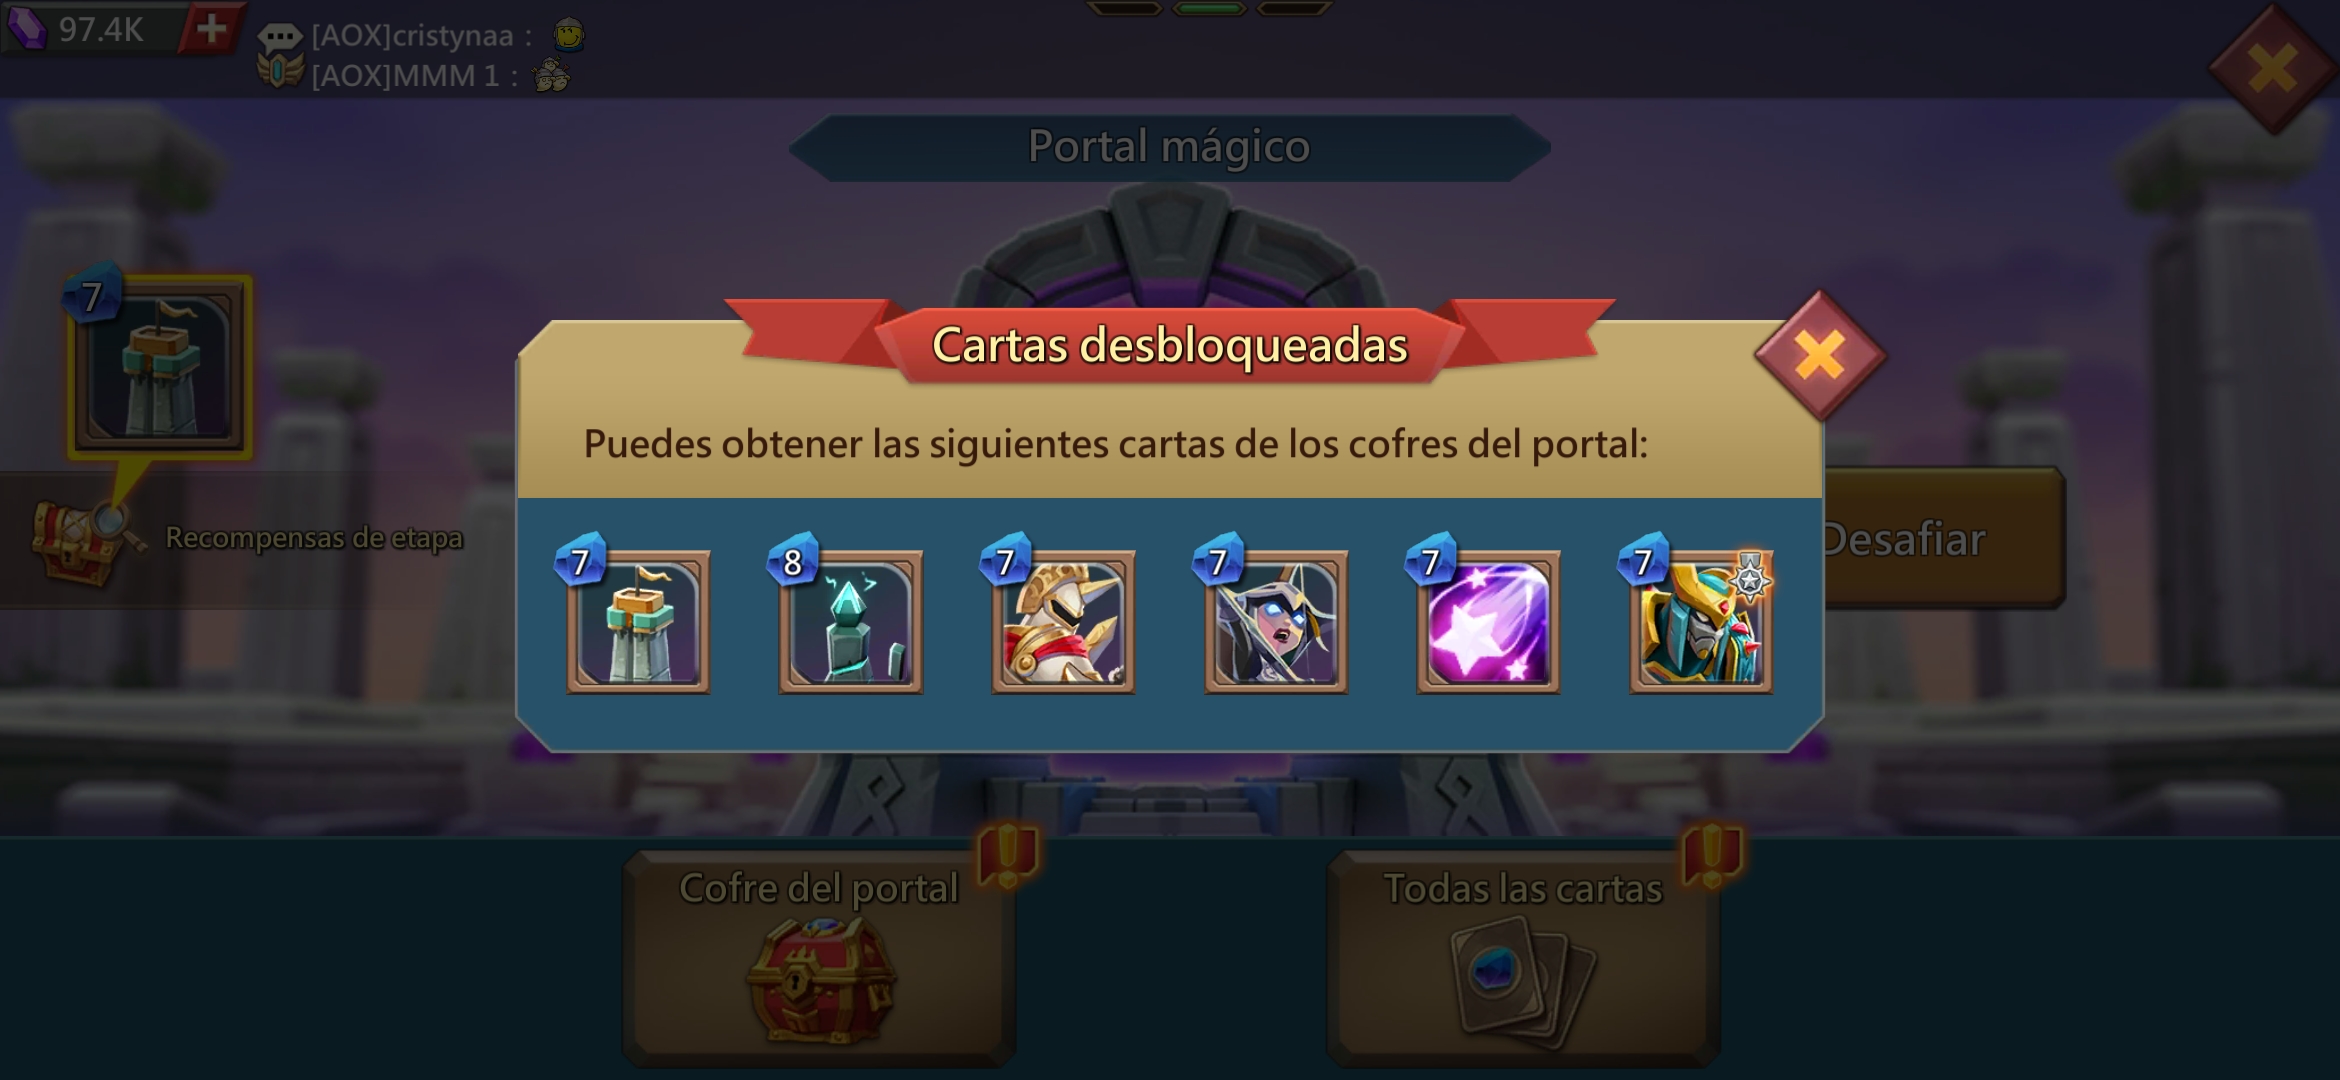 97.4K
[AOX]cristynaa :
[AOX]MMM 1 :
Portal mágico
7
Cartas desbloqueadas
Puedes obtener las siguientes cartas de los cofres del portal:
Recompensas de etapa
Desafiar
7 8 7 7 7 7
Cofre del portal
Todas las cartas